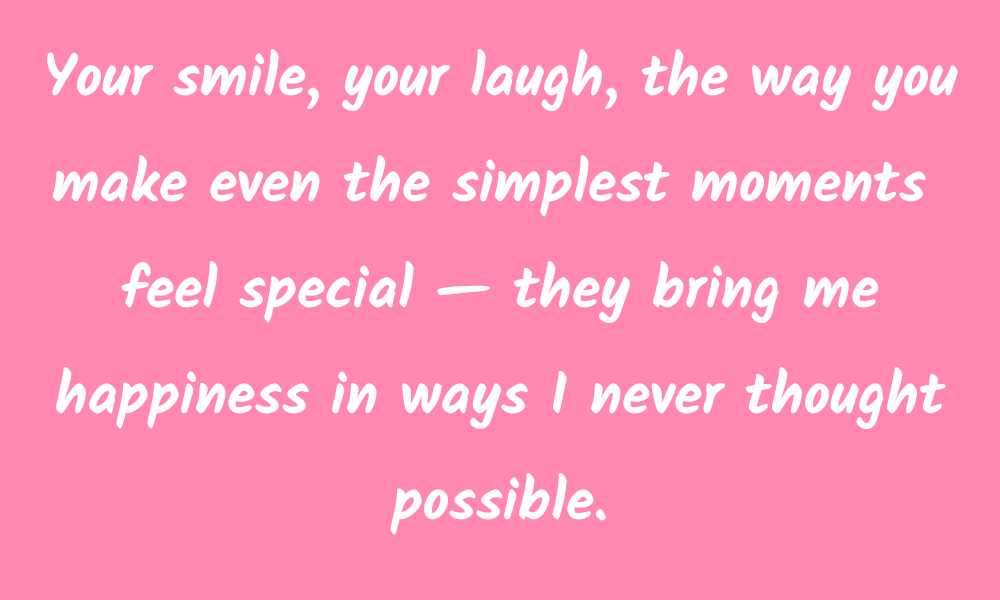 Your smile, your laugh, the way you
make even the simplest moments
feel special — they bring me
happiness in ways I never thought
possible.